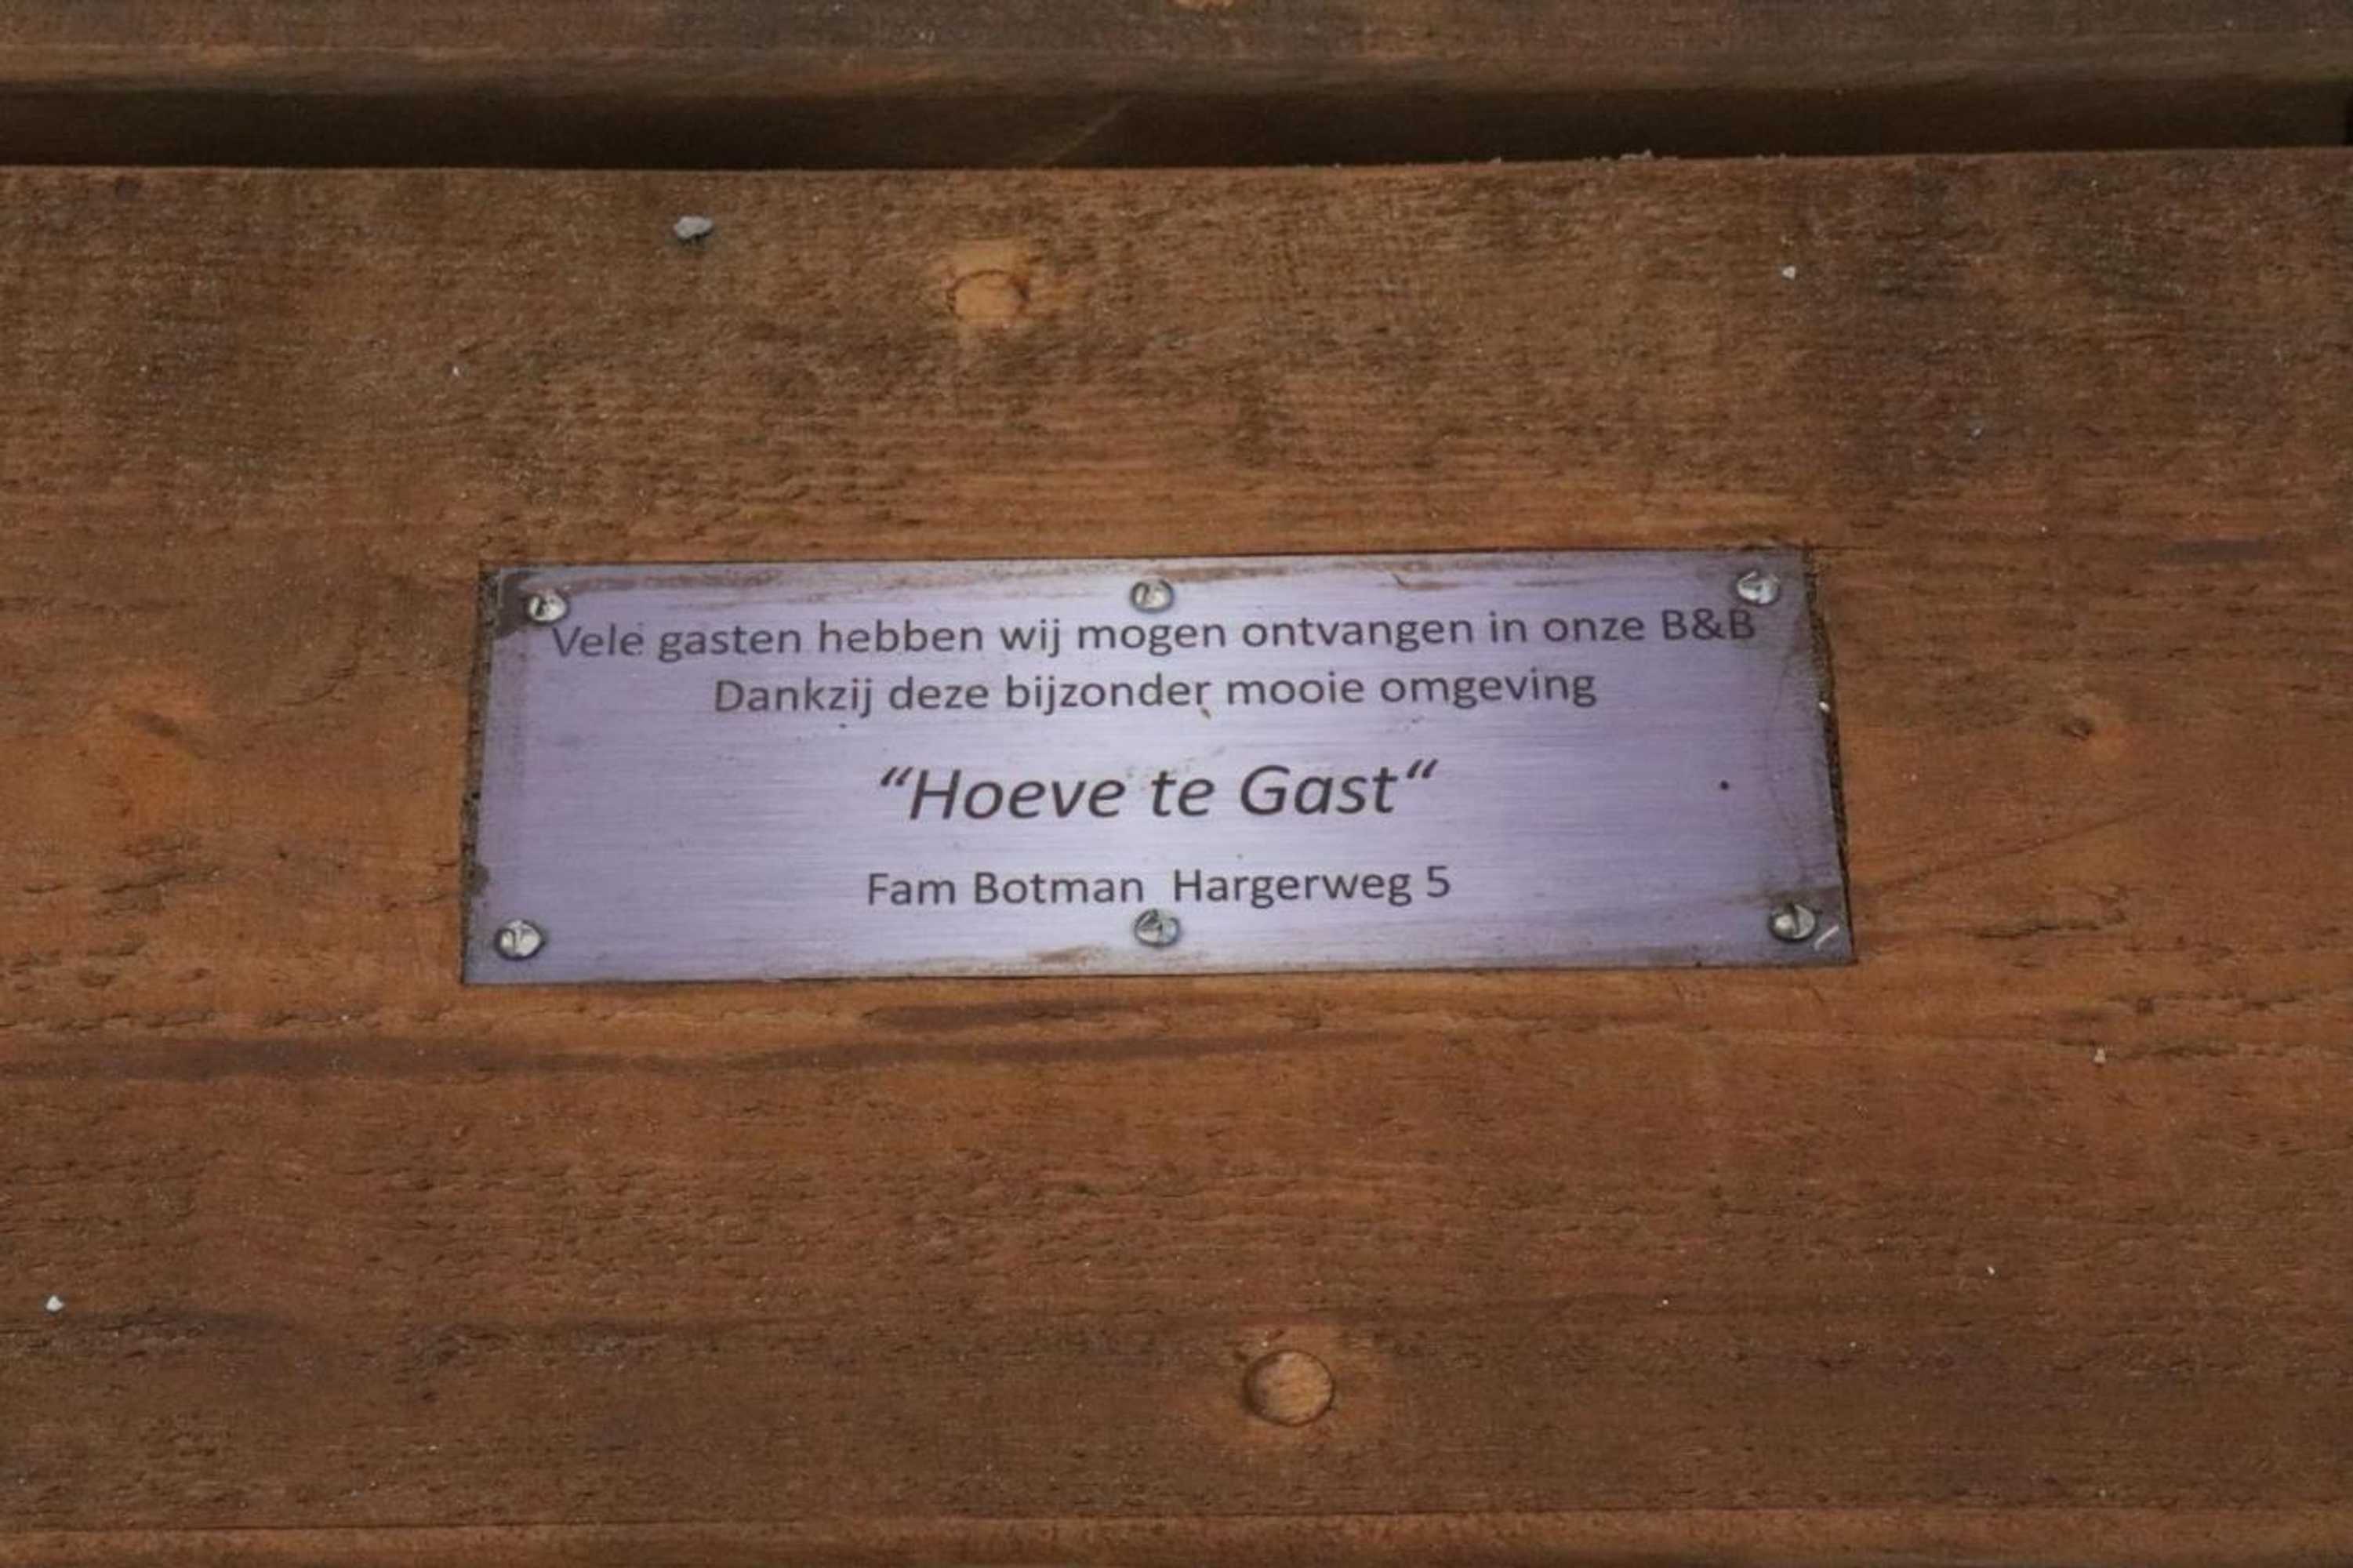 Vele gasten hebben wij mogen ontvangen in onze B&B
Dankzij deze bijzonder mooie omgeving
“Hoeve te Gast“
Fam Botman Hargerweg 5